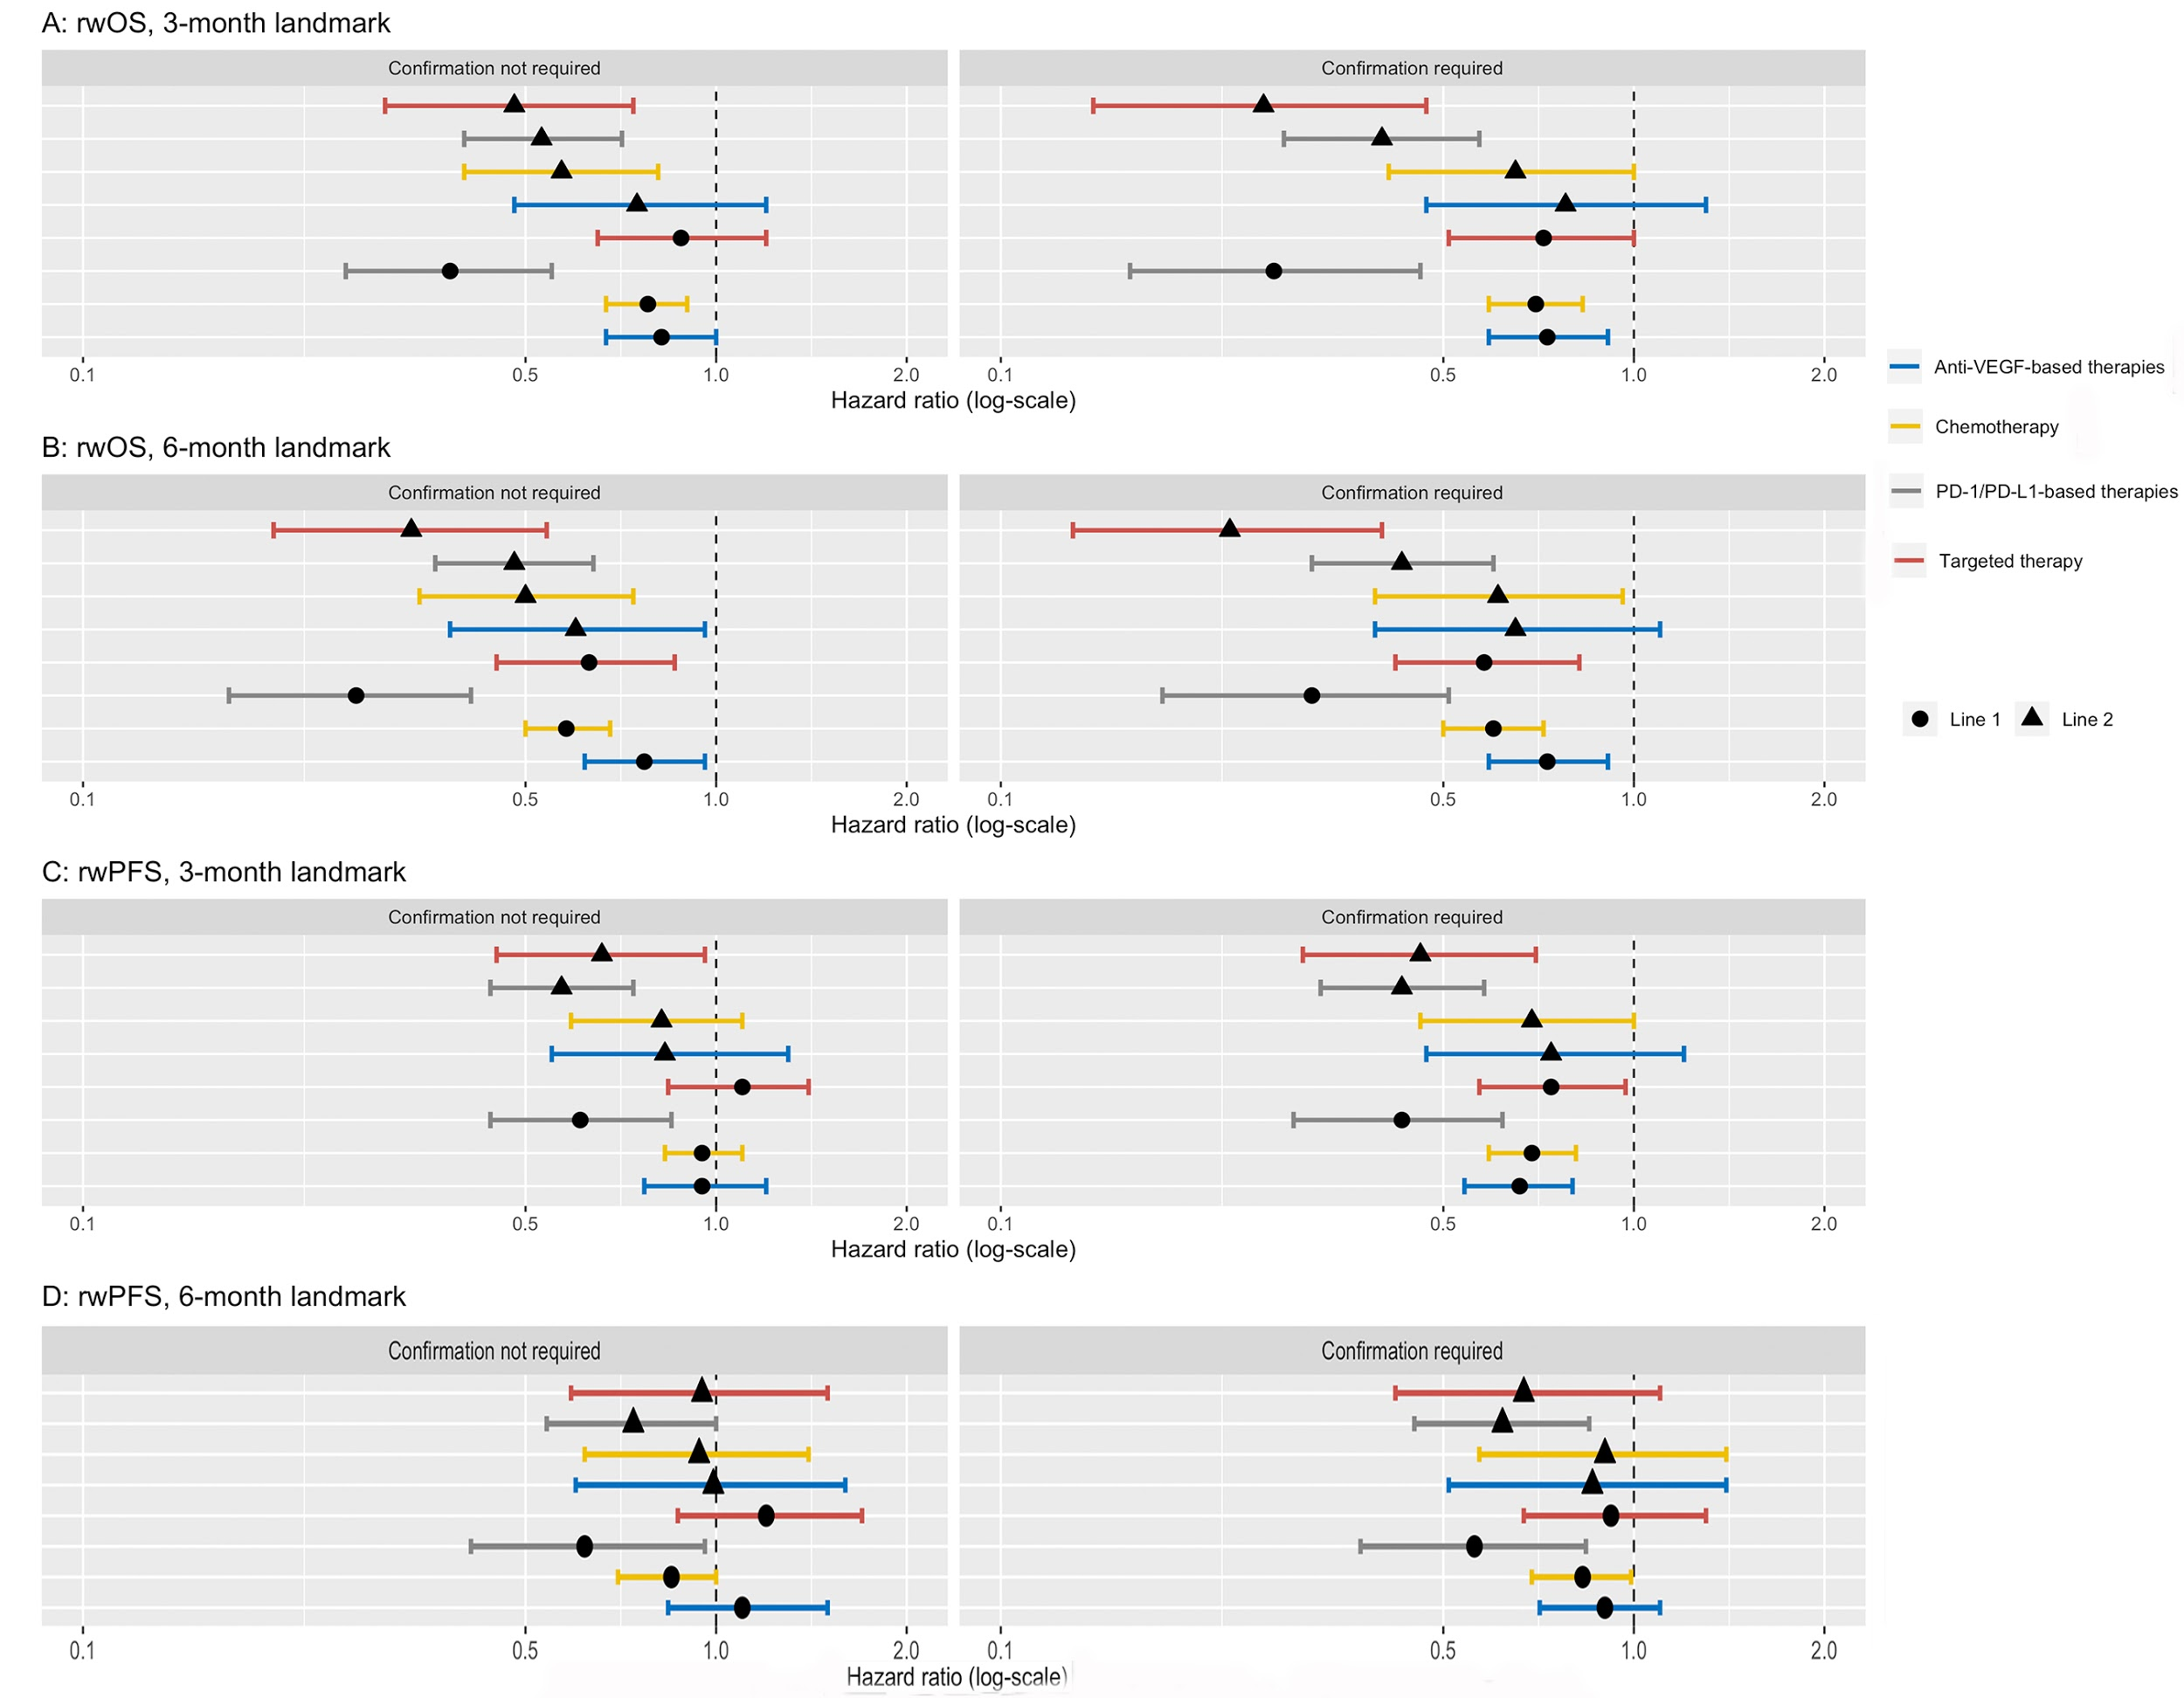 A: rwOS, 3-month landmark
Confirmation not required
Confirmation required
0.1 0.5 1.0 2.0 0.1 0.5 1.0 2.0
Hazard ratio (log-scale)
B: rwOS, 6-month landmark
Confirmation not required
Confirmation required
0.1 0.5 1.0 2.0 0.1 0.5 1.0 2.0
Hazard ratio (log-scale)
C: rwPFS, 3-month landmark
Confirmation not required
Confirmation required
0.1 0.5 1.0 2.0 0.1 0.5 1.0 2.0
Hazard ratio (log-scale)
D: rwPFS, 6-month landmark
Confirmation not required
Confirmation required
0.1 0.5 1.0 2.0 0.1 0.5 1.0 2.0
Hazard ratio (log-scale)
Anti-VEGF-based therapies
Chemotherapy
PD-1/PD-L1-based therapies
Targeted therapy
Line 1 Line 2